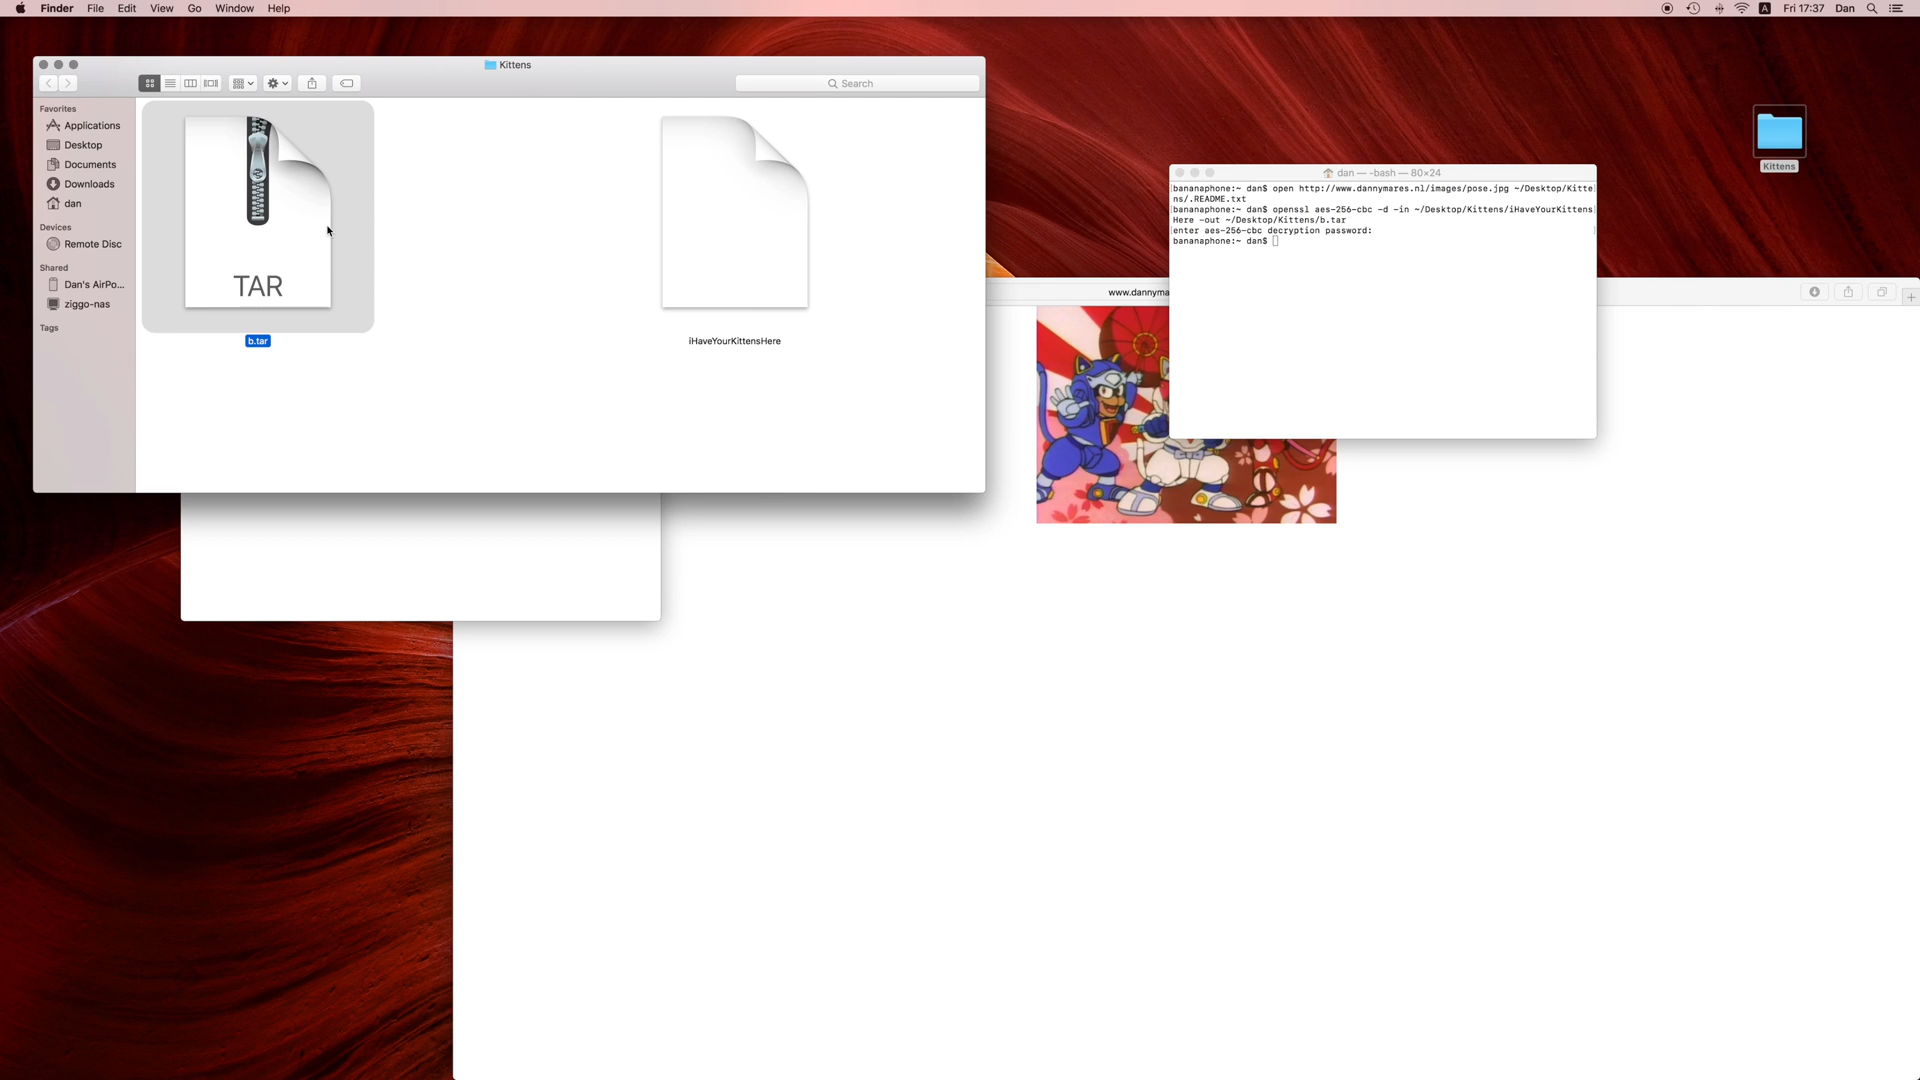 Finder File Edit View Go Window Help
A Fri 17:37 Dan
Kittens
Search
Favorites
Applications
Desktop
Documents
Downloads
dan
Devices
Remote Disc
Shared
Dan's AirPo...
ziggo-nas
Tags
TAR
b.tar
iHaveYourKittensHere
Kittens
dan — -bash — 80×24
bananaphone:~ dan$ open http://www.dannymares.nl/images/pose.jpg ~/Desktop/Kitte
ns/.README.txt
bananaphone:~ dan$ openssl aes-256-cbc -d -in ~/Desktop/Kittens/iHaveYourKittens
Here -out ~/Desktop/Kittens/b.tar
enter aes-256-cbc decryption password:
bananaphone:~ dan$
www.dannyma